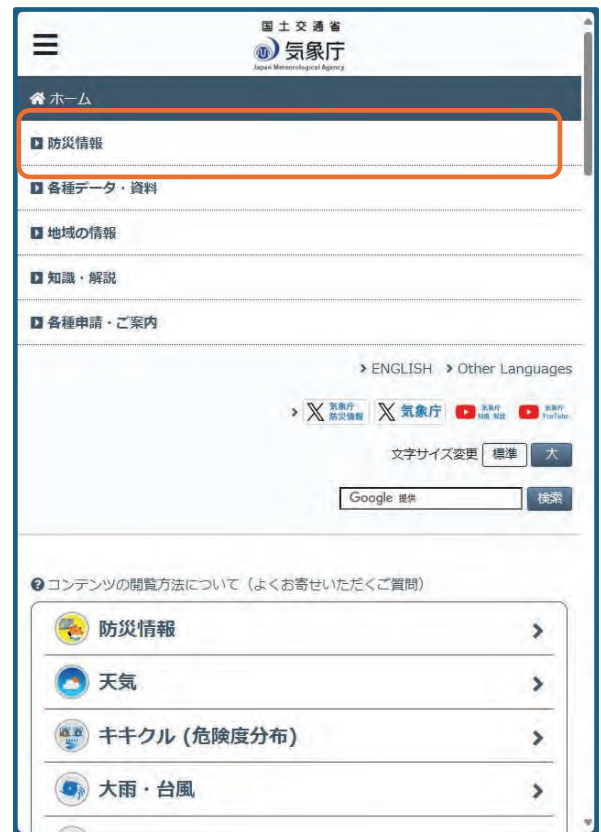 国土交通省
気象庁
Japan Meteorological Agency
ホーム
防災情報
各種データ・資料
地域の情報
知識・解説
各種申請・ご案内
ENGLISH Other Languages
気象庁防災情報 気象庁 気象庁 YouTube
文字サイズ変更 標準 大
Google 提供 検索
コンテンツの閲覧方法について（よくお寄せいただくご質問）
防災情報
天気
キキクル (危険度分布)
大雨・台風